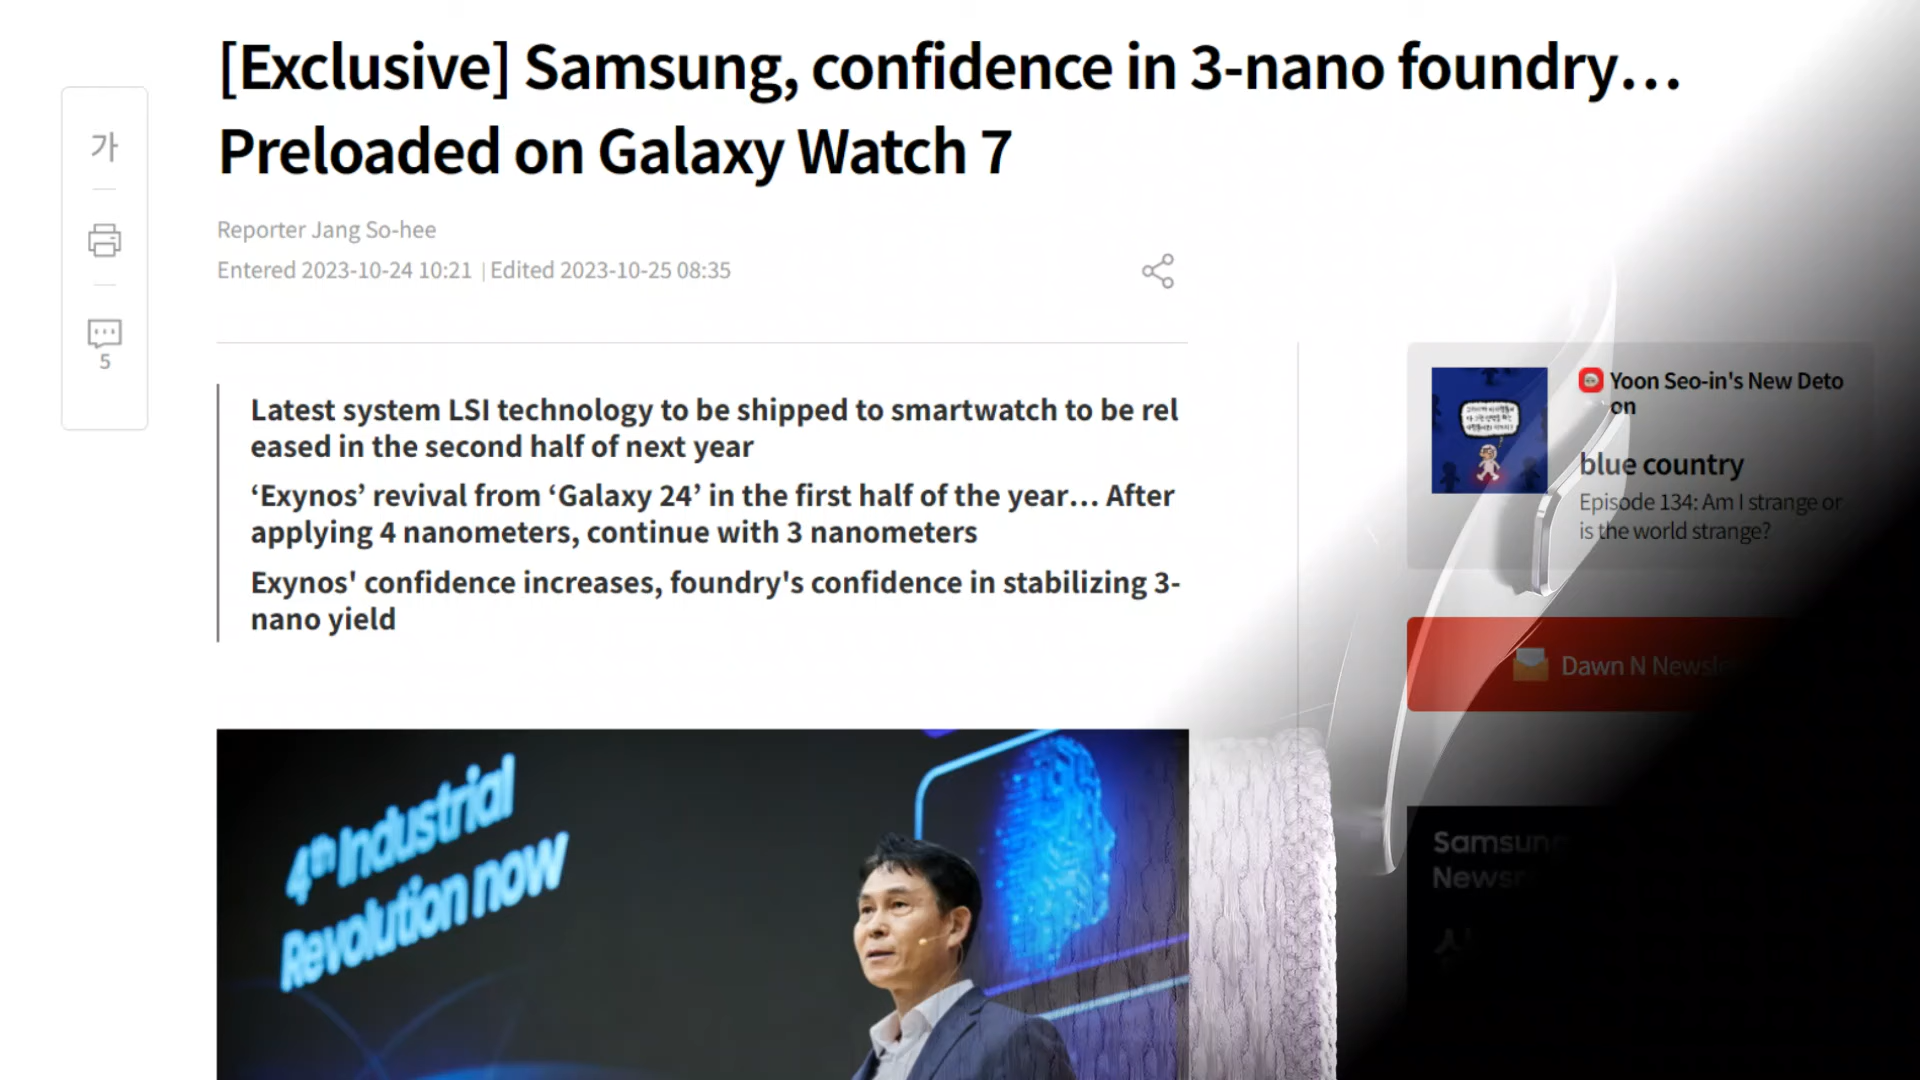 [Exclusive] Samsung, confidence in 3-nano foundry…
Preloaded on Galaxy Watch 7
가
Reporter Jang So-hee
Entered 2023-10-24 10:21 | Edited 2023-10-25 08:35
5
Latest system LSI technology to be shipped to smartwatch to be rel
eased in the second half of next year
‘Exynos’ revival from ‘Galaxy 24’ in the first half of the year… After
applying 4 nanometers, continue with 3 nanometers
Exynos' confidence increases, foundry's confidence in stabilizing 3-
nano yield
Yoon Seo-in's New Deto
on
blue country
Episode 134: Am I strange or
is the world strange?
Dawn N Newsle
Samsung
Newsr
4th Industrial
Revolution now